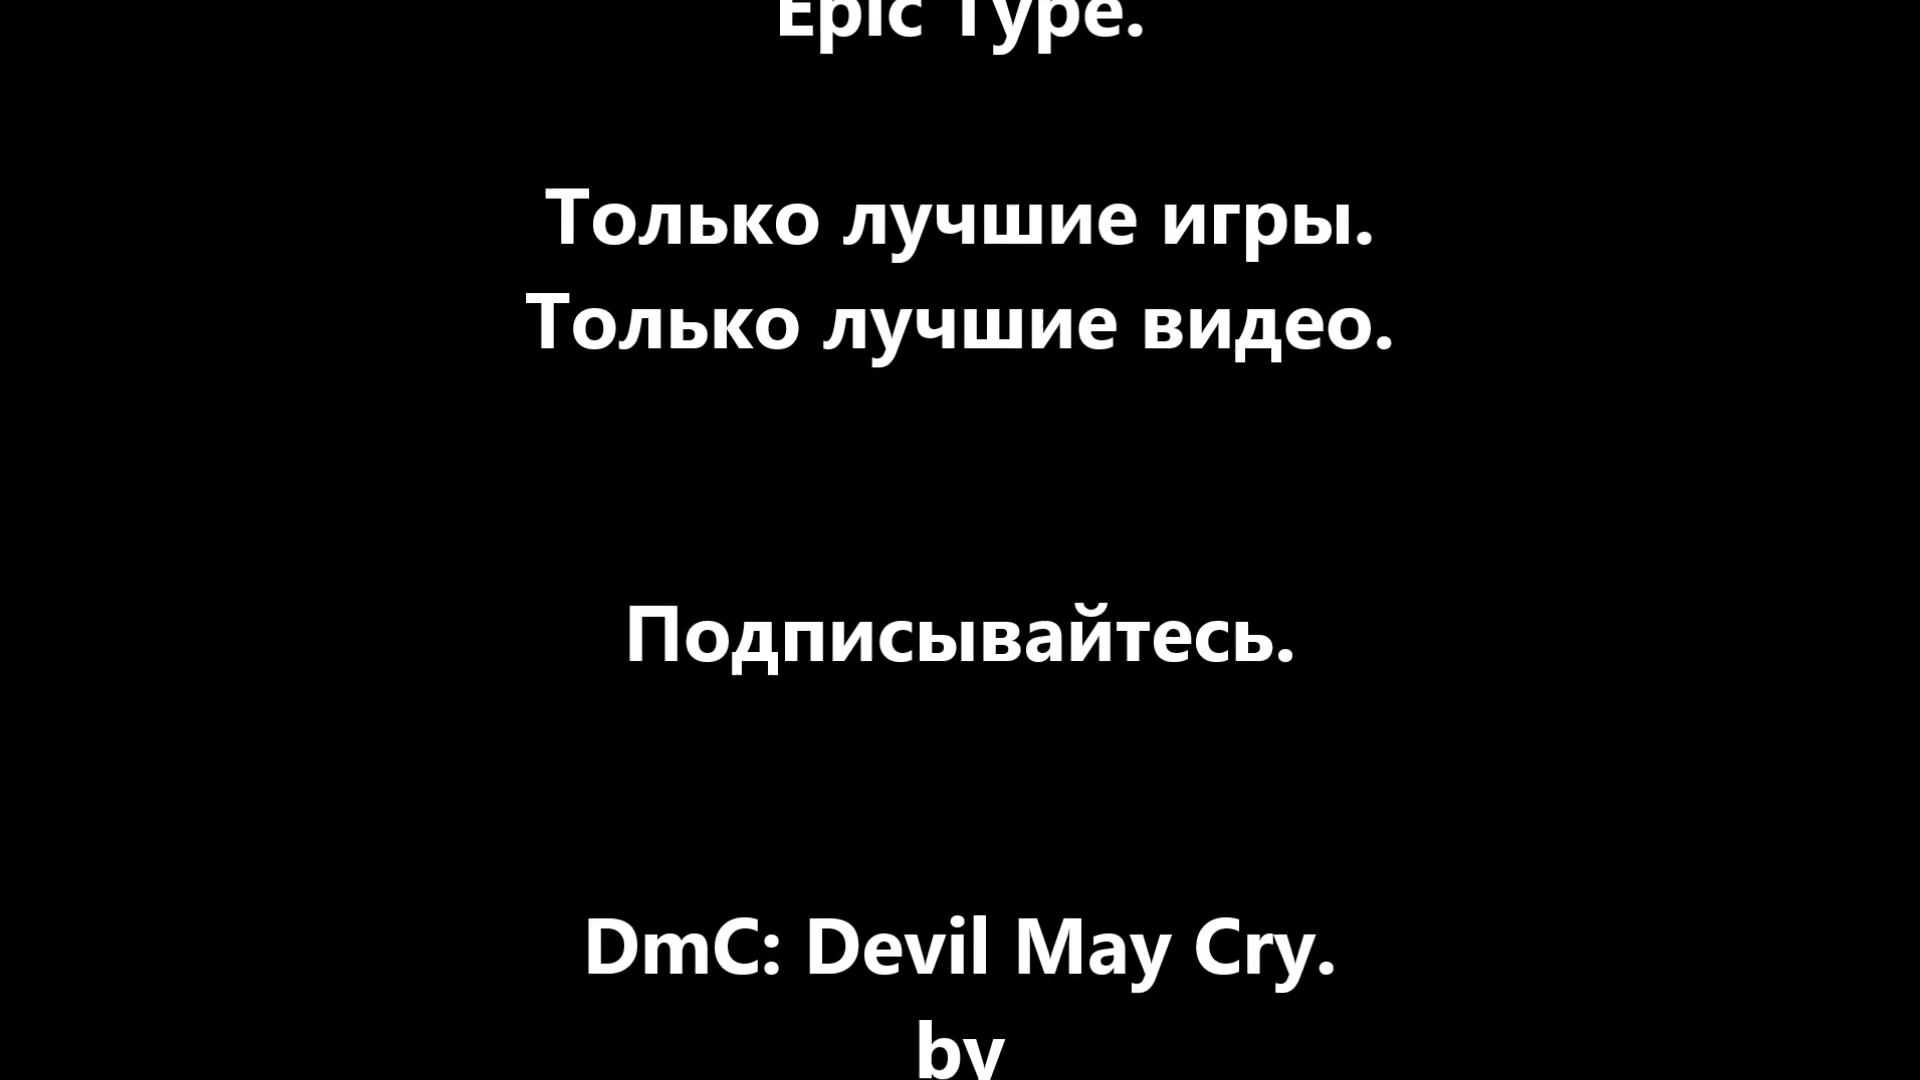 Epic Type.
Только лучшие игры.
Только лучшие видео.
Подписывайтесь.
DmC: Devil May Cry.
by